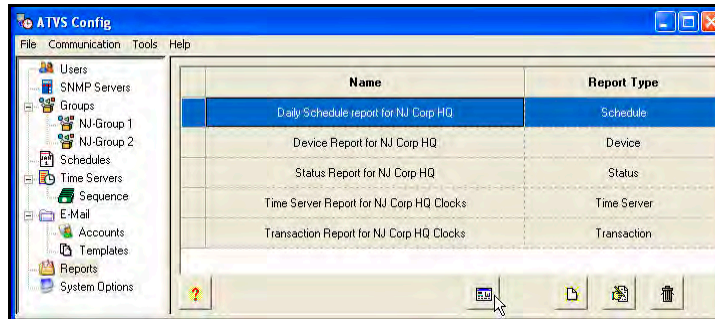 ATVS Config
File Communication Tools Help
Users
SNMP Servers
Groups
NJ-Group 1
NJ-Group 2
Schedules
Time Servers
Sequence
E-Mail
Accounts
Templates
Reports
System Options
Name Report Type
Daily Schedule report for NJ Corp HQ Schedule
Device Report for NJ Corp HQ Device
Status Report for NJ Corp HQ Status
Time Server Report for NJ Corp HQ Clocks Time Server
Transaction Report for NJ Corp HQ Clocks Transaction
?